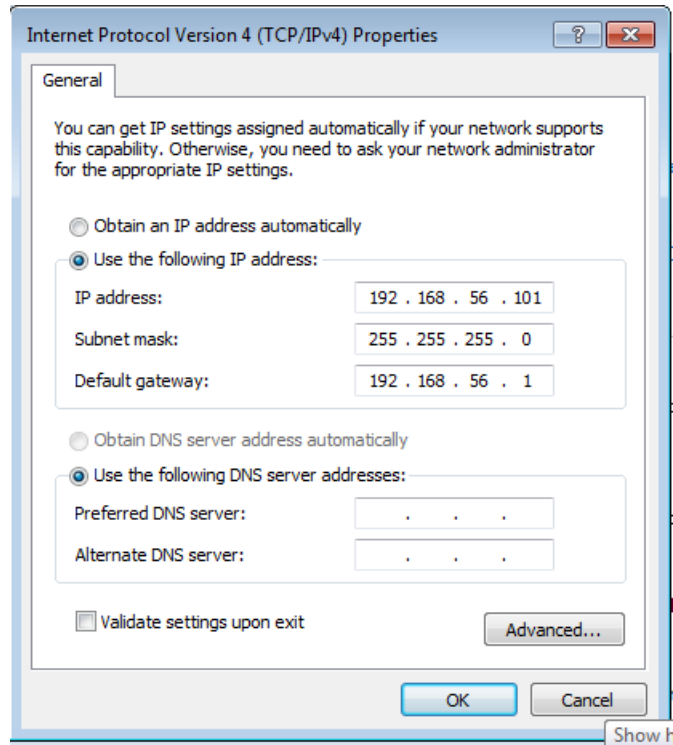 Internet Protocol Version 4 (TCP/IPv4) Properties
General
You can get IP settings assigned automatically if your network supports
this capability. Otherwise, you need to ask your network administrator
for the appropriate IP settings.
Obtain an IP address automatically
Use the following IP address:
IP address: 192 . 168 . 56 . 101
Subnet mask: 255 . 255 . 255 . 0
Default gateway: 192 . 168 . 56 . 1
Obtain DNS server address automatically
Use the following DNS server addresses:
Preferred DNS server: . . .
Alternate DNS server: . . .
Validate settings upon exit
Advanced...
OK Cancel
Show